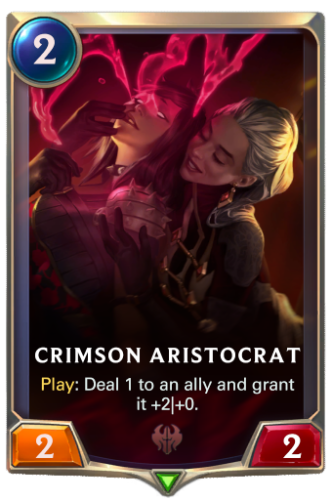 2
CRIMSON ARISTOCRAT
Play: Deal 1 to an ally and grant
it +2|+0.
2 2